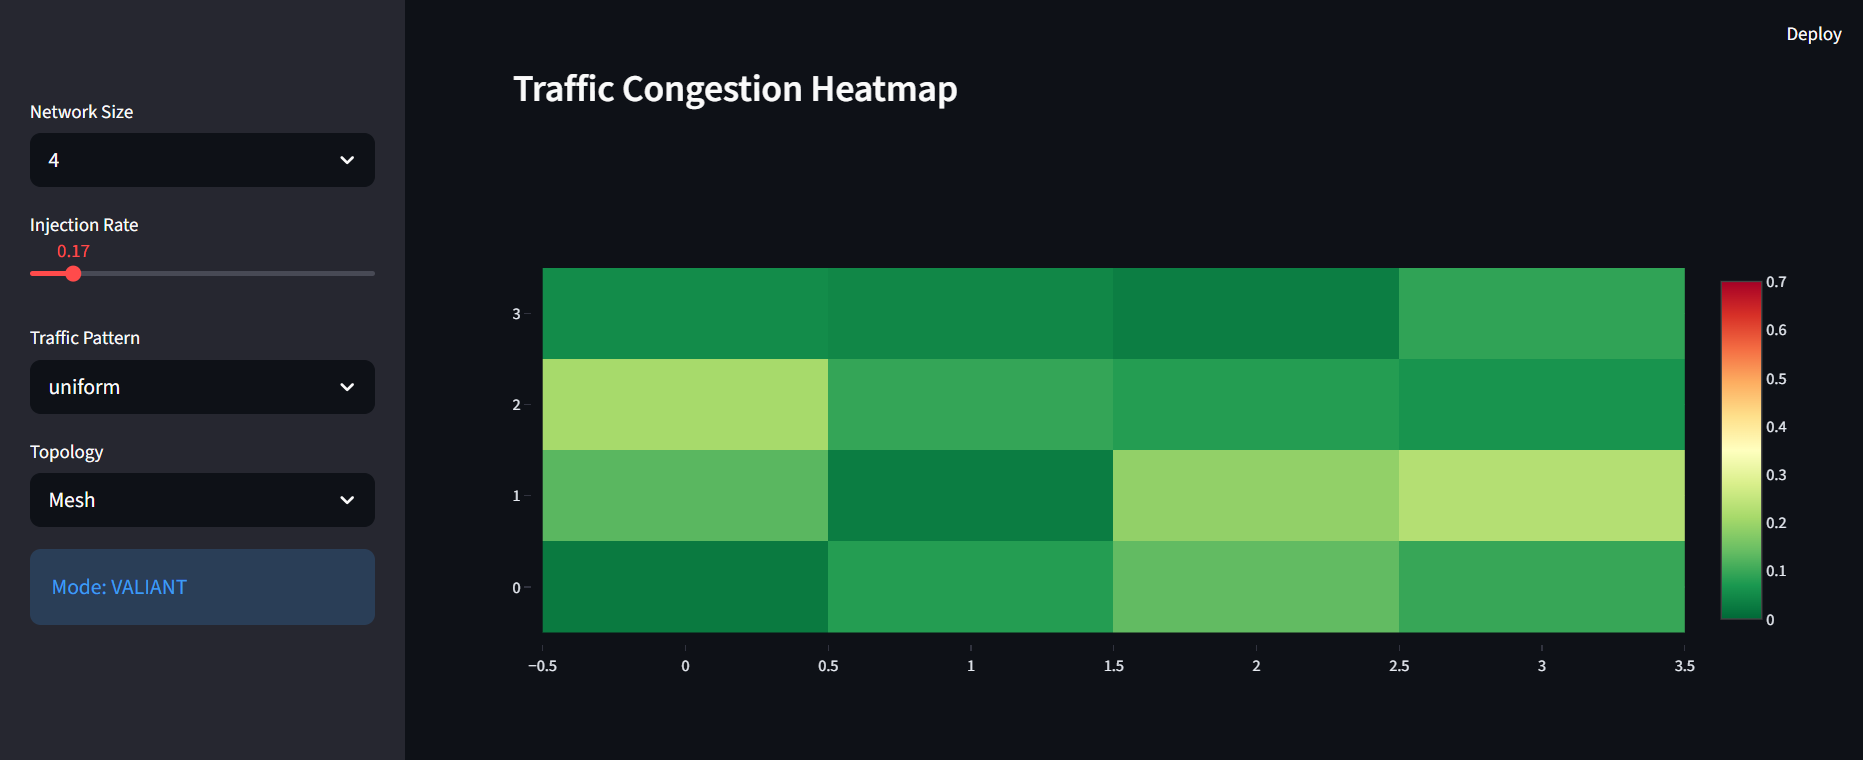 Deploy
Network Size
4
Injection Rate
0.17
Traffic Pattern
uniform
Topology
Mesh
Mode: VALIANT
Traffic Congestion Heatmap
3
2
1
0
−0.5 0 0.5 1 1.5 2 2.5 3 3.5
0.7
0.6
0.5
0.4
0.3
0.2
0.1
0